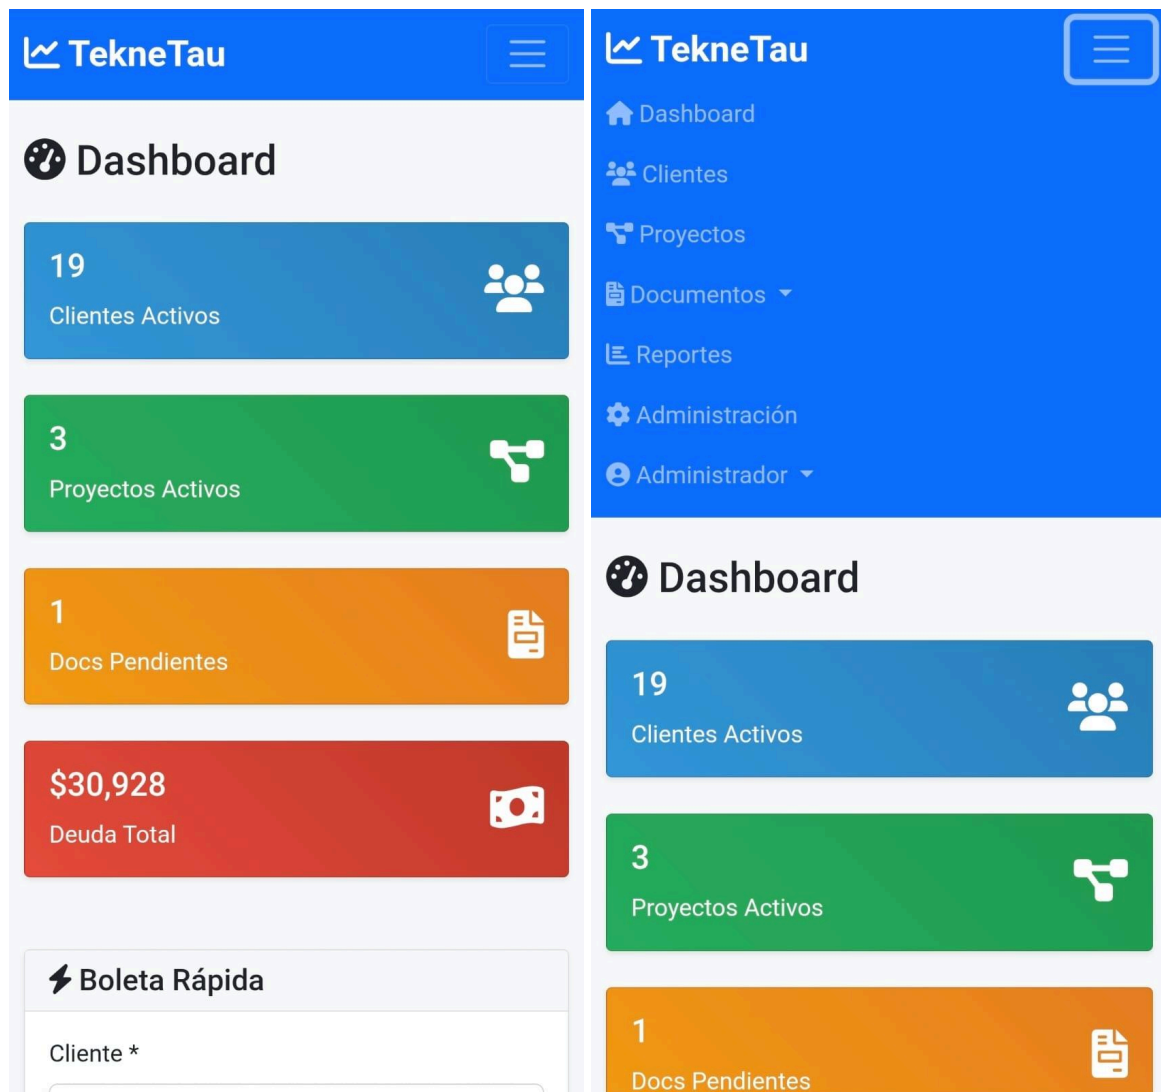 TekneTau
Dashboard
19
Clientes Activos
3
Proyectos Activos
1
Docs Pendientes
$30,928
Deuda Total
Boleta Rápida
Cliente *
TekneTau
Dashboard
Clientes
Proyectos
Documentos
Reportes
Administración
Administrador
Dashboard
19
Clientes Activos
3
Proyectos Activos
1
Docs Pendientes